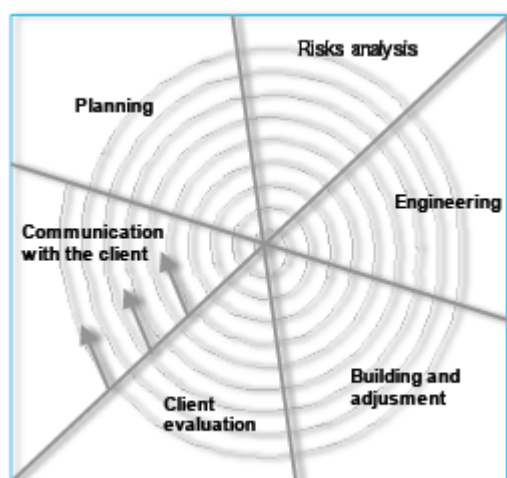 Risks analysis
Planning
Engineering
Communication
with the client
Building and
adjusment
Client
evaluation